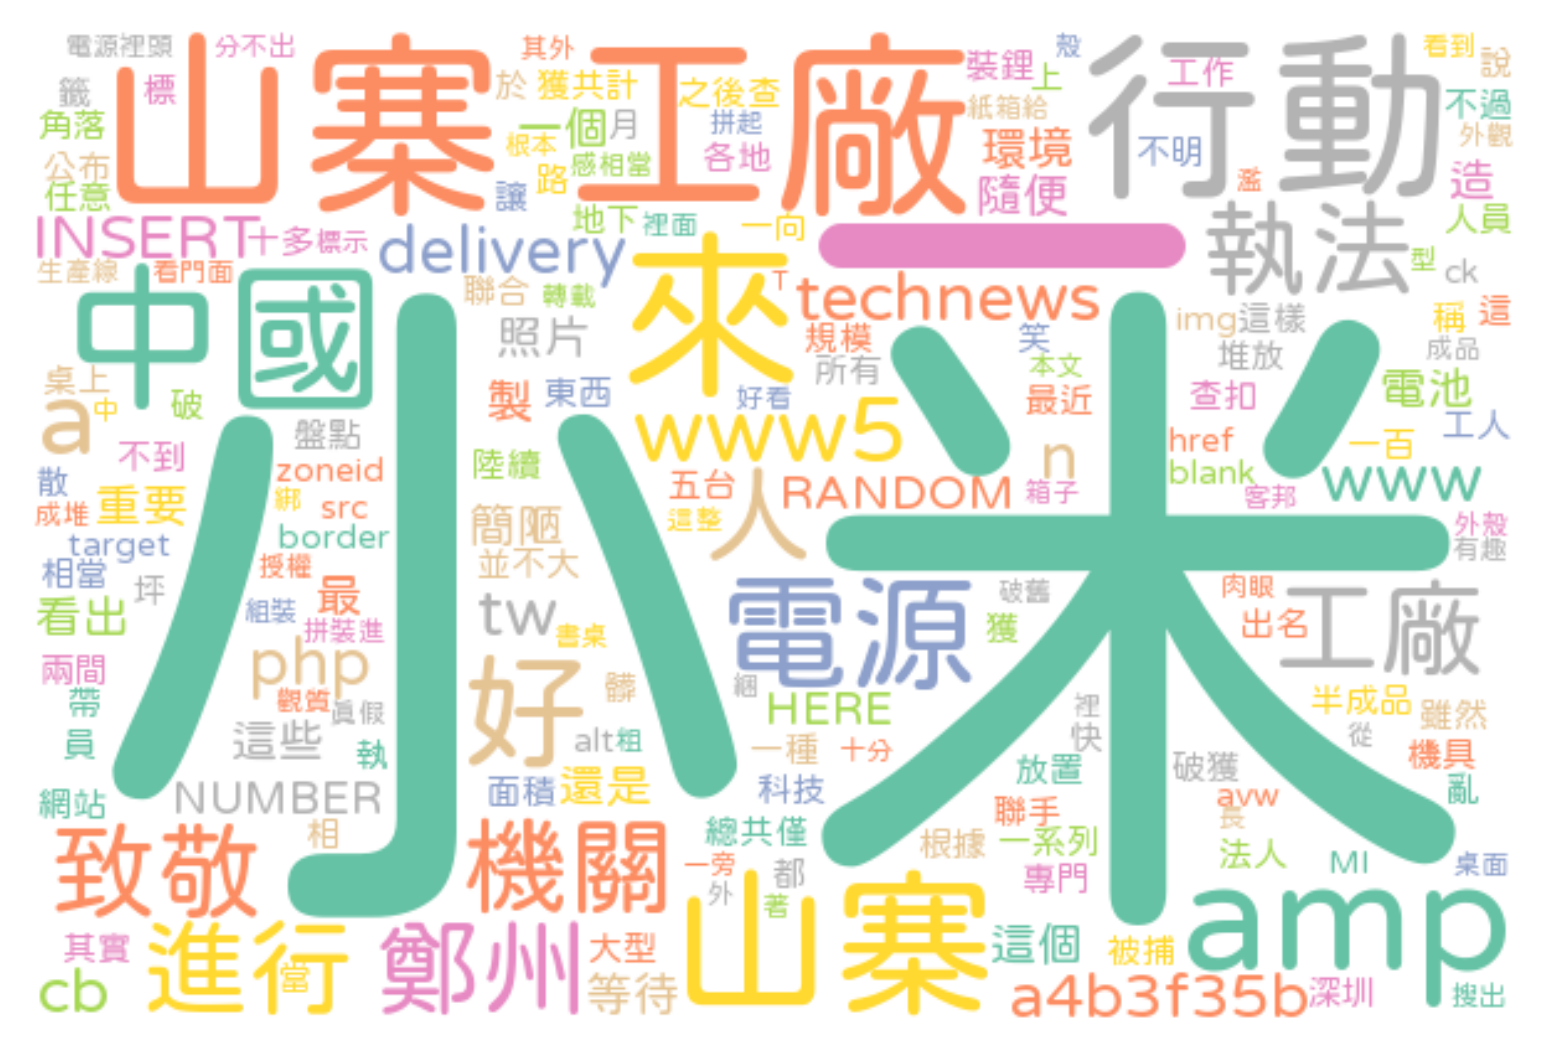 電源裡頭 分不出 其外 殼 看到
山寨工廠 行動 裝鋰 上 工作 說
籤 標 於 獲共計 之後查 紙箱給 不過
角落 一個 月 拼起 環境 不明 外觀
公布 根本 感相當 各地 濫 造
任意 讓 路 隨便 人員
INSERT 十多 標示 地下 裡面 一向 一 執法
delivery 來 型 ck
生產線 看門面 聯合 轉載 T technews
中國 照片 規模 笑 img 這樣 稱 這
小米 所有 本文 堆放 成品
桌上 中 破 製 東西 好看 最近 查扣 電池
a 盤點 www5 n href 一百 工人
不到 zoneid 陸續 blank www
散 重要 綁 src 五台 人 RANDOM 箱子 客邦
成堆 border 簡陋 這整 外殼
target 授權 並不大 有趣
相當 坪 最 電源 破舊 肉眼 工廠
看出 組裝 拼裝進 tw 書桌 獲 出名
兩間 php 好 髒 綑 半成品
帶 觀質 真假 HERE 裡 雖然
員 這些 執 alt 粗 一種 十分 快 從 機具
網站 NUMBER 面積 還是 科技 放置 破獲 亂
致敬 相 機關 總共僅 聯手 avw 長
根據 一系列 法人 MI 桌面
一旁 都 專門
外 著 山寨 amp
其實 進行 當 鄭州 大型 這個 被捕
cb 等待 a4b3f35b 深圳 搜出